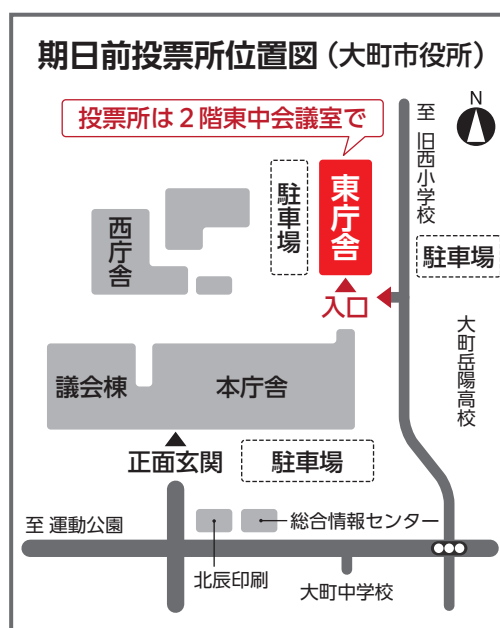 期日前投票所位置図（大町市役所）
投票所は２階東中会議室で
N
至 旧西小学校
東庁舎
駐車場
西庁舎
駐車場
入口
大町岳陽高校
議会棟
本庁舎
正面玄関
駐車場
至 運動公園
総合情報センター
北辰印刷
大町中学校